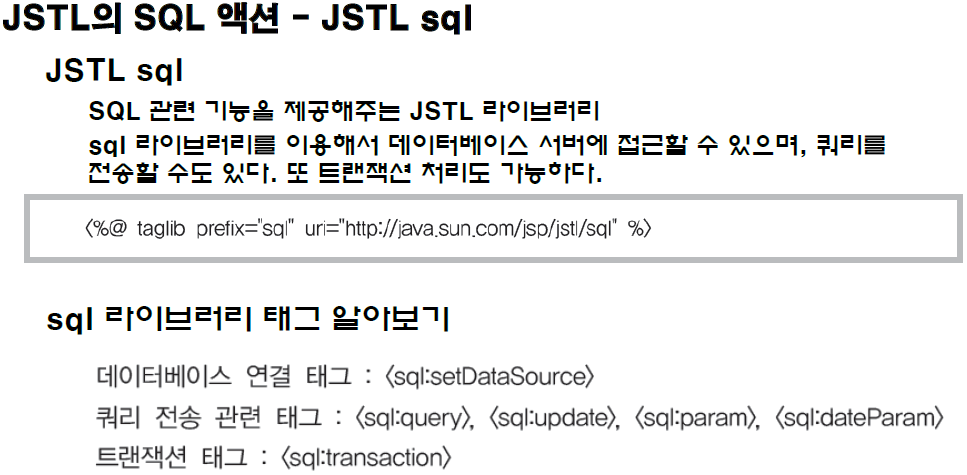 JSTL의 SQL 액션 - JSTL sql
JSTL sql
SQL 관련 기능을 제공해주는 JSTL 라이브러리
sql 라이브러리를 이용해서 데이터베이스 서버에 접근할 수 있으며, 쿼리를
전송할 수도 있다. 또 트랜잭션 처리도 가능하다.
<%@ taglib prefix="sql" uri="http://java.sun.com/jsp/jstl/sql" %>
sql 라이브러리 태그 알아보기
데이터베이스 연결 태그 : <sql:setDataSource>
쿼리 전송 관련 태그 : <sql:query>, <sql:update>, <sql:param>, <sql:dateParam>
트랜잭션 태그 : <sql:transaction>